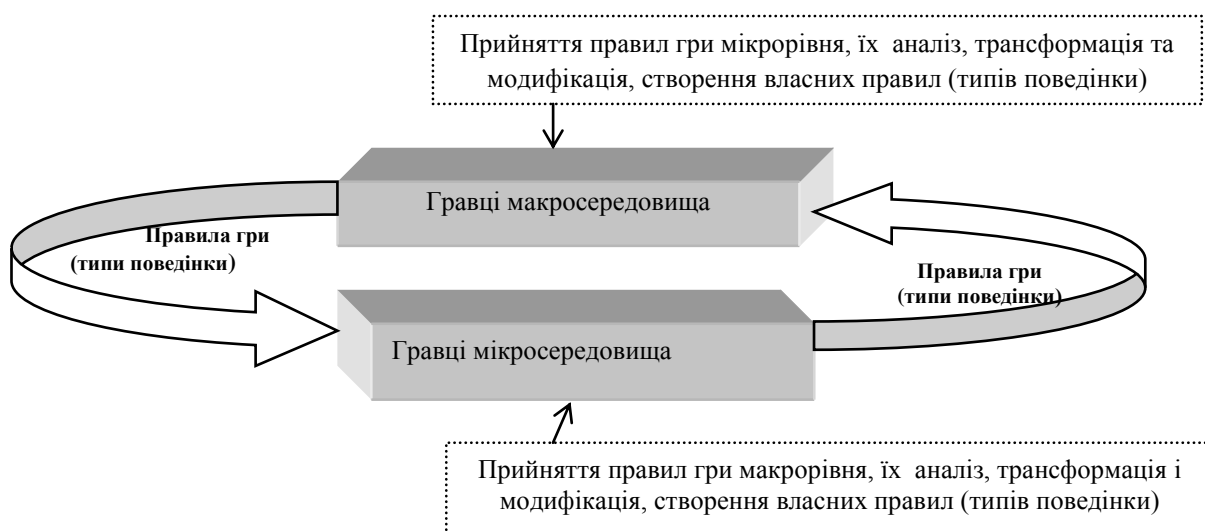 Прийняття правил гри мікрорівня, їх аналіз, трансформація та
модифікація, створення власних правил (типів поведінки)
Гравці макросередовища
Правила гри
(типи поведінки)
Правила гри
(типи поведінки)
Гравці мікросередовища
Прийняття правил гри макрорівня, їх аналіз, трансформація і
модифікація, створення власних правил (типів поведінки)